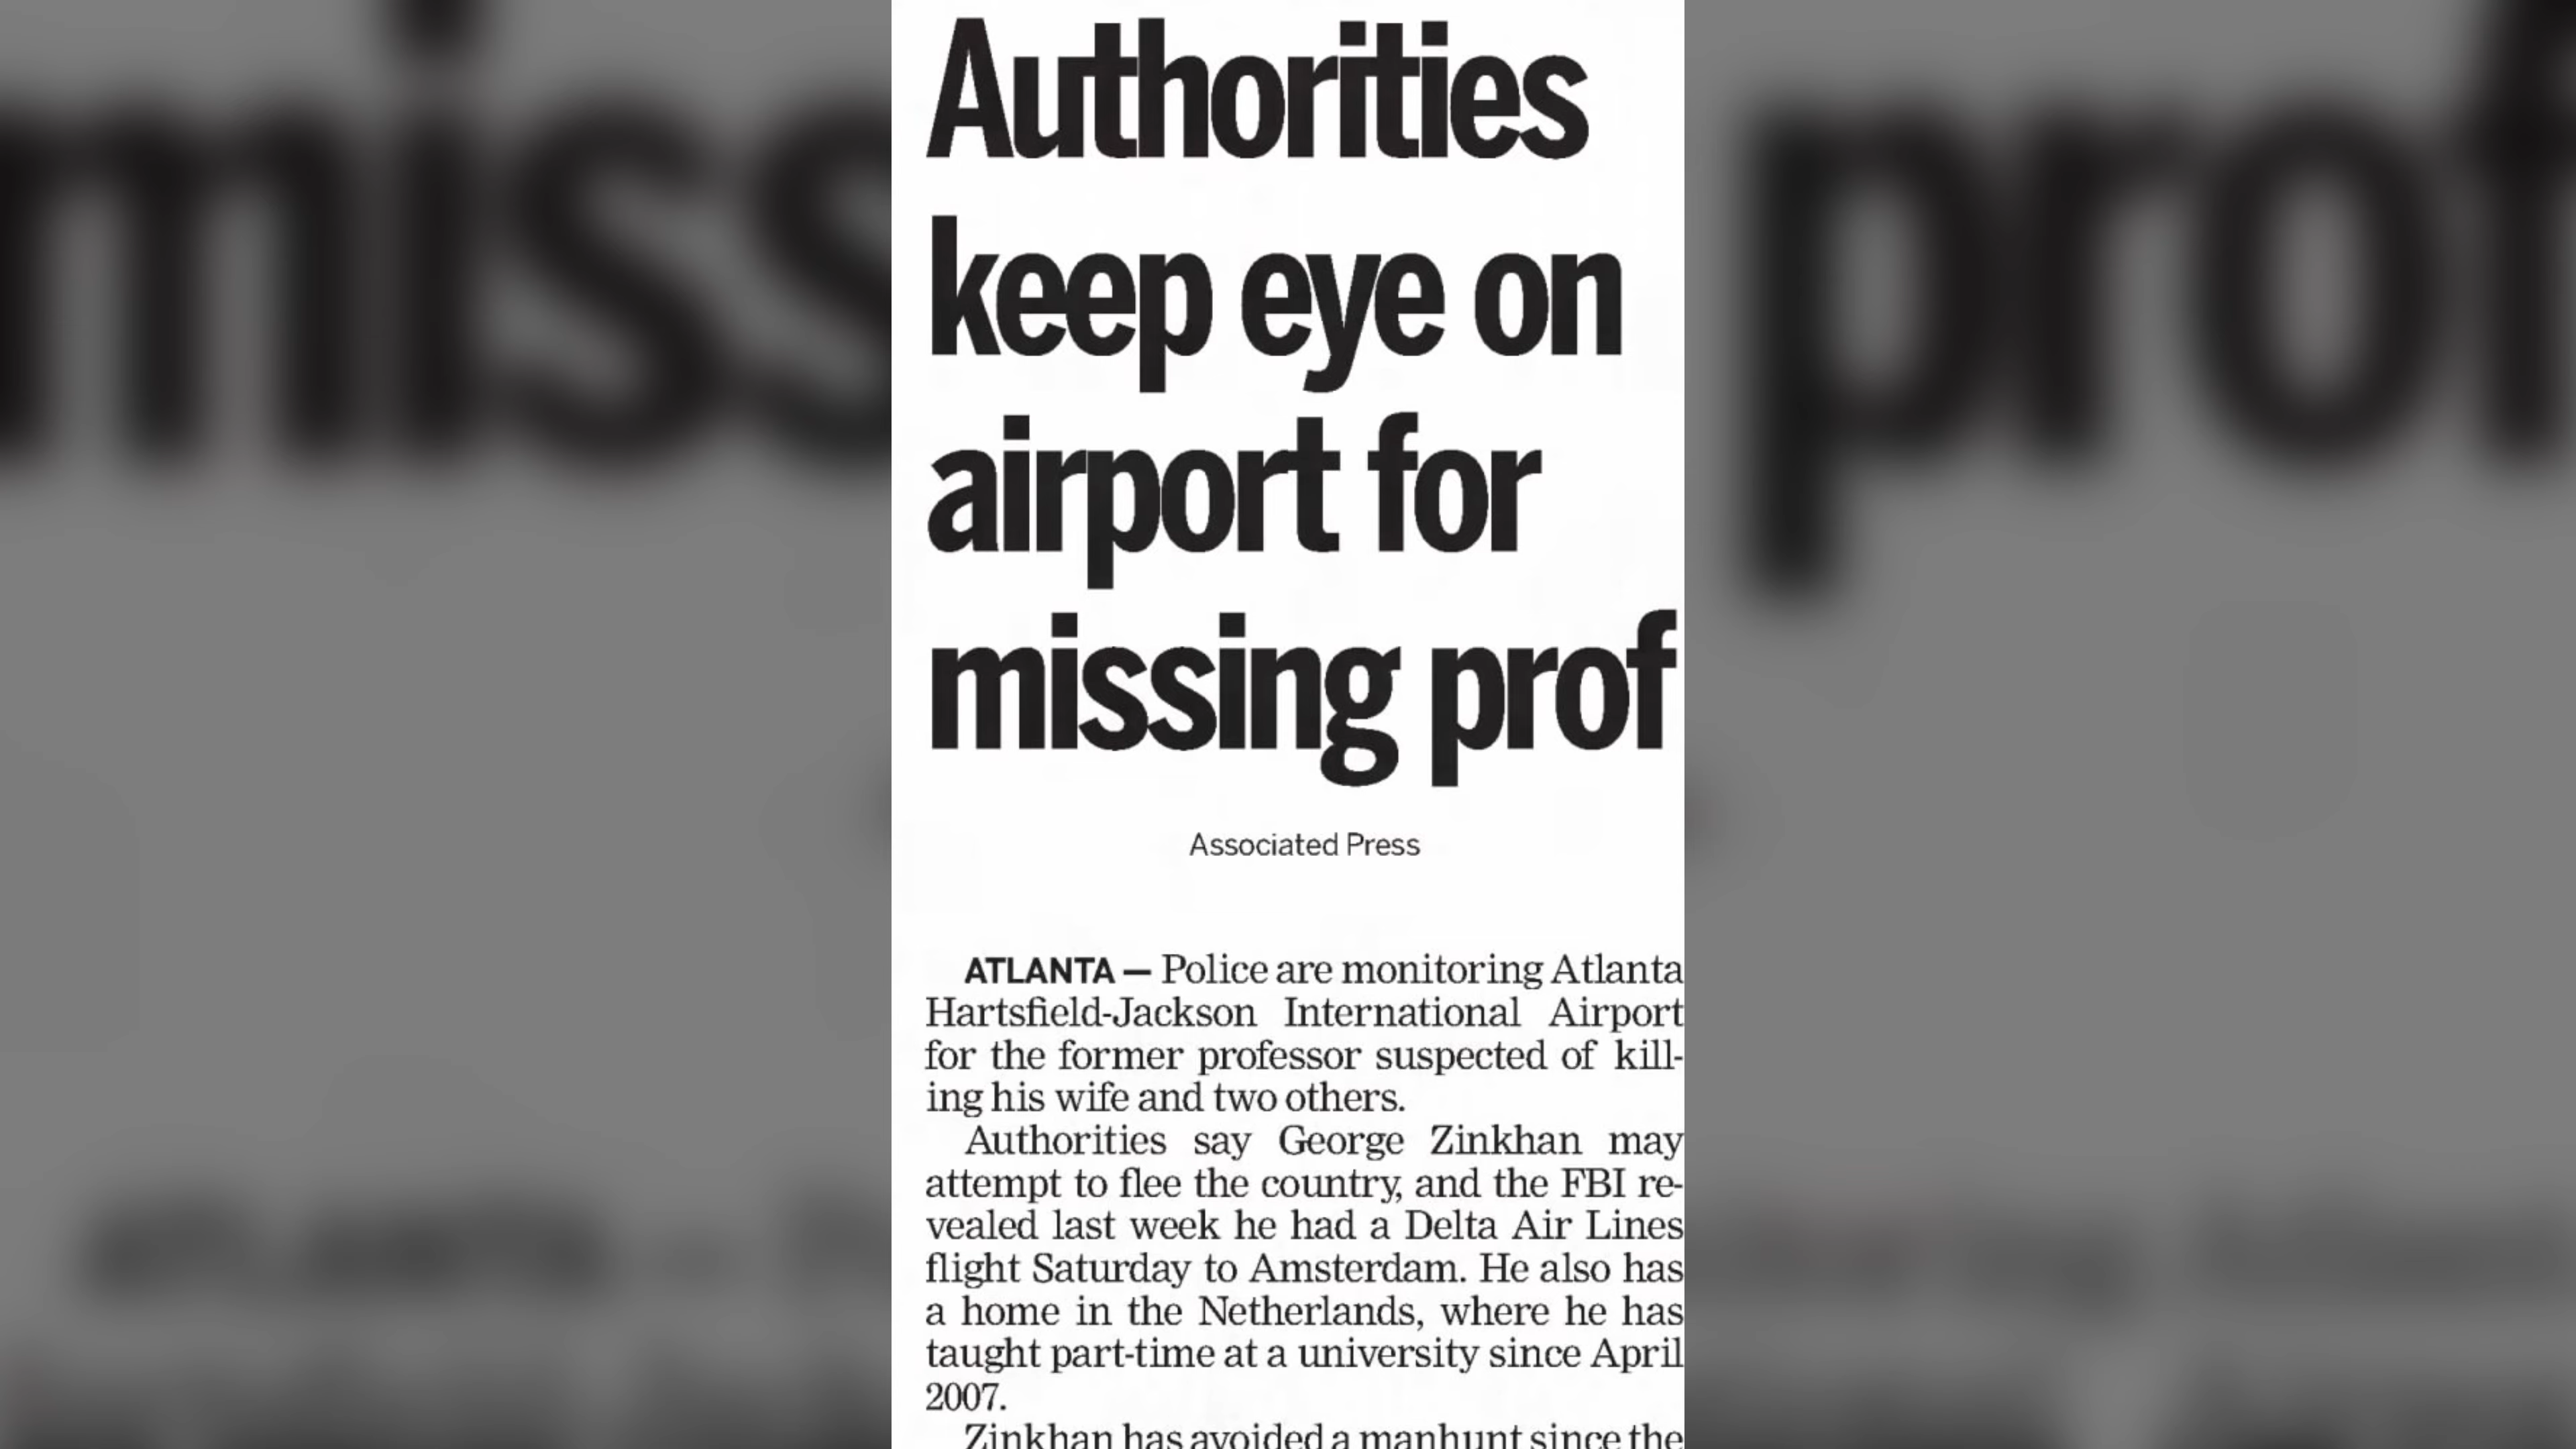 Authorities
keep eye on
airport for
missing prof
Associated Press
ATLANTA — Police are monitoring Atlanta
Hartsfield-Jackson International Airport
for the former professor suspected of kill-
ing his wife and two others.
Authorities say George Zinkhan may
attempt to flee the country, and the FBI re-
vealed last week he had a Delta Air Lines
flight Saturday to Amsterdam. He also has
a home in the Netherlands, where he has
taught part-time at a university since April
2007.
Zinkhan has avoided a manhunt since the